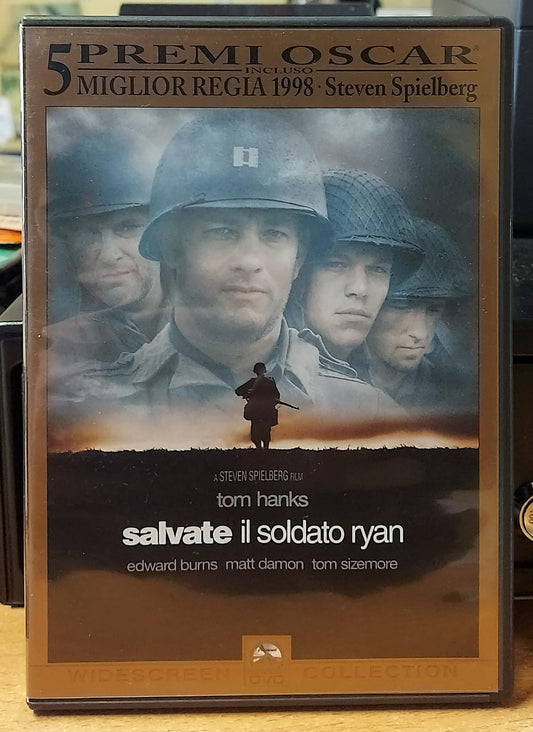 5 PREMI OSCAR®
INCLUSO
MIGLIOR REGIA 1998 · Steven Spielberg
A STEVEN SPIELBERG FILM
tom hanks
salvate il soldato ryan
edward burns matt damon tom sizemore
WIDESCREEN DVD COLLECTION